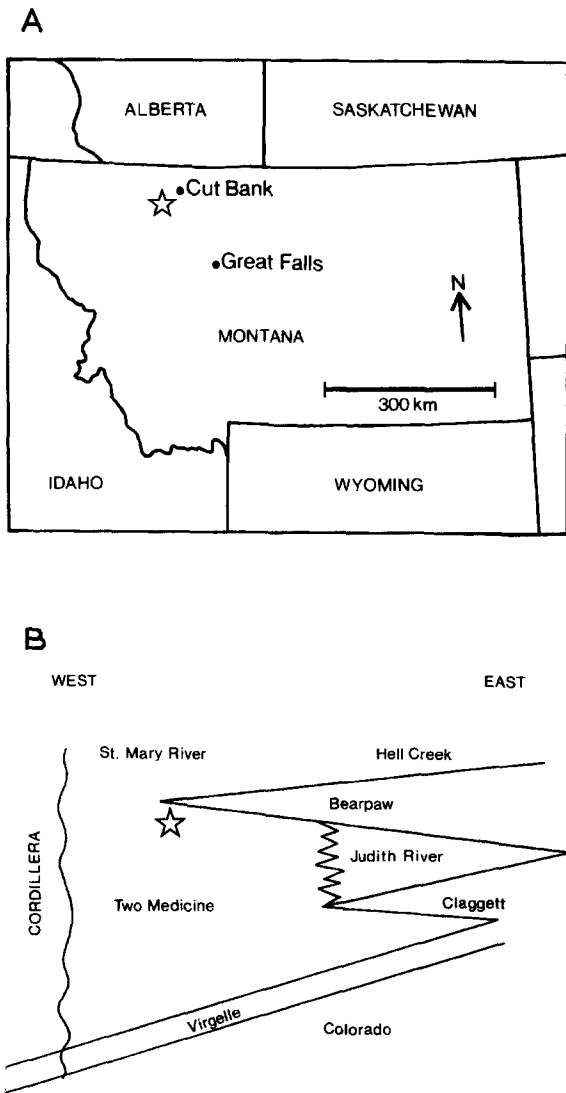 A
ALBERTA SASKATCHEWAN
Cut Bank
Great Falls
N
MONTANA
300 km
IDAHO WYOMING
B
WEST EAST
St. Mary River Hell Creek
Bearpaw
CORDILLERA
Judith River
Two Medicine Claggett
Virgelle
Colorado